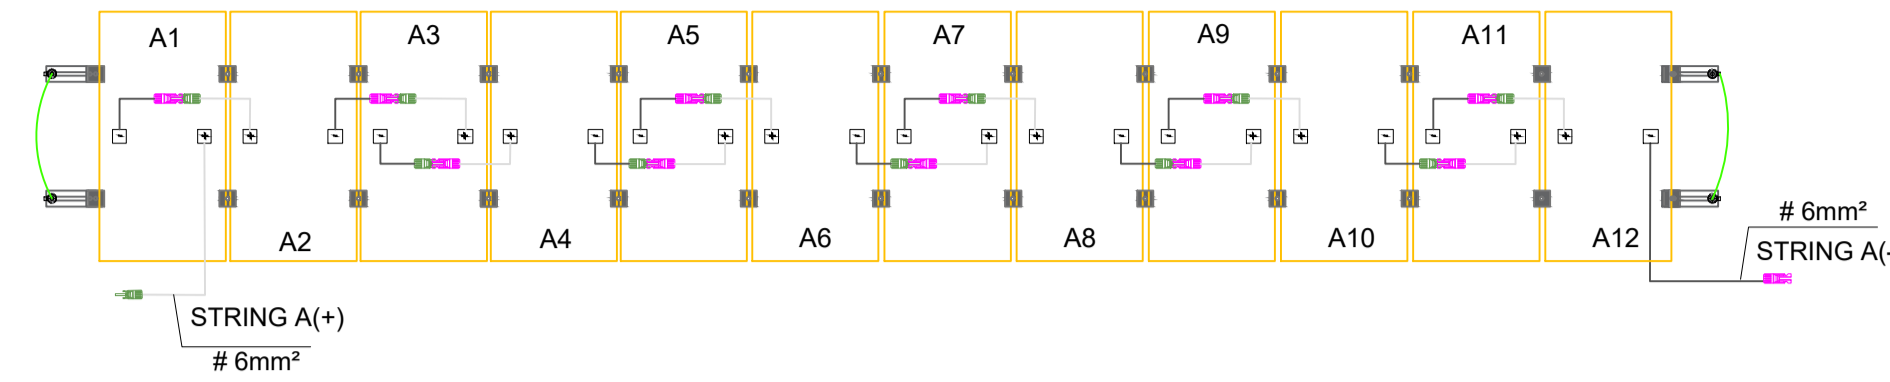 A1
A3
A5
A7
A9
A11
A2
A4
A6
A8
A10
A12
- + + - - + + - - + + - - + + - - + + - - + + -
# 6mm²
STRING A(-
STRING A(+)
# 6mm²